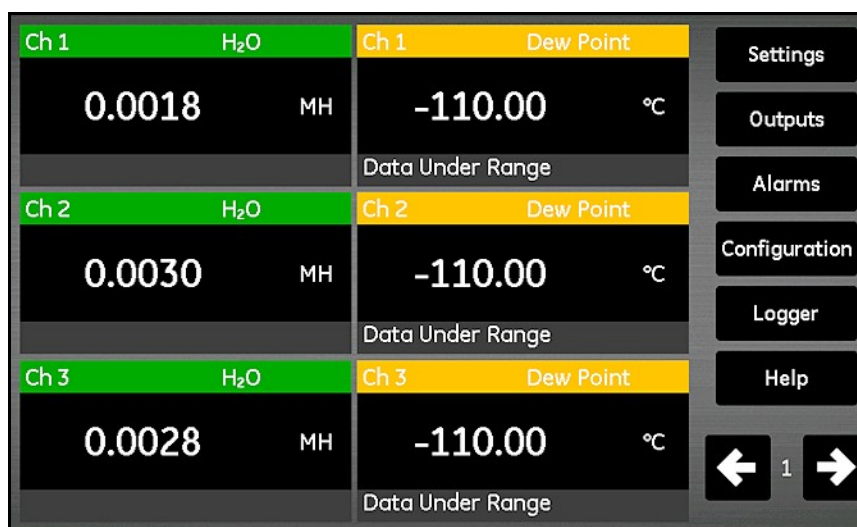 Ch 1 H₂O
0.0018 MH
Ch 1 Dew Point
-110.00 °C
Data Under Range
Ch 2 H₂O
0.0030 MH
Ch 2 Dew Point
-110.00 °C
Data Under Range
Ch 3 H₂O
0.0028 MH
Ch 3 Dew Point
-110.00 °C
Data Under Range
Settings
Outputs
Alarms
Configuration
Logger
Help
1